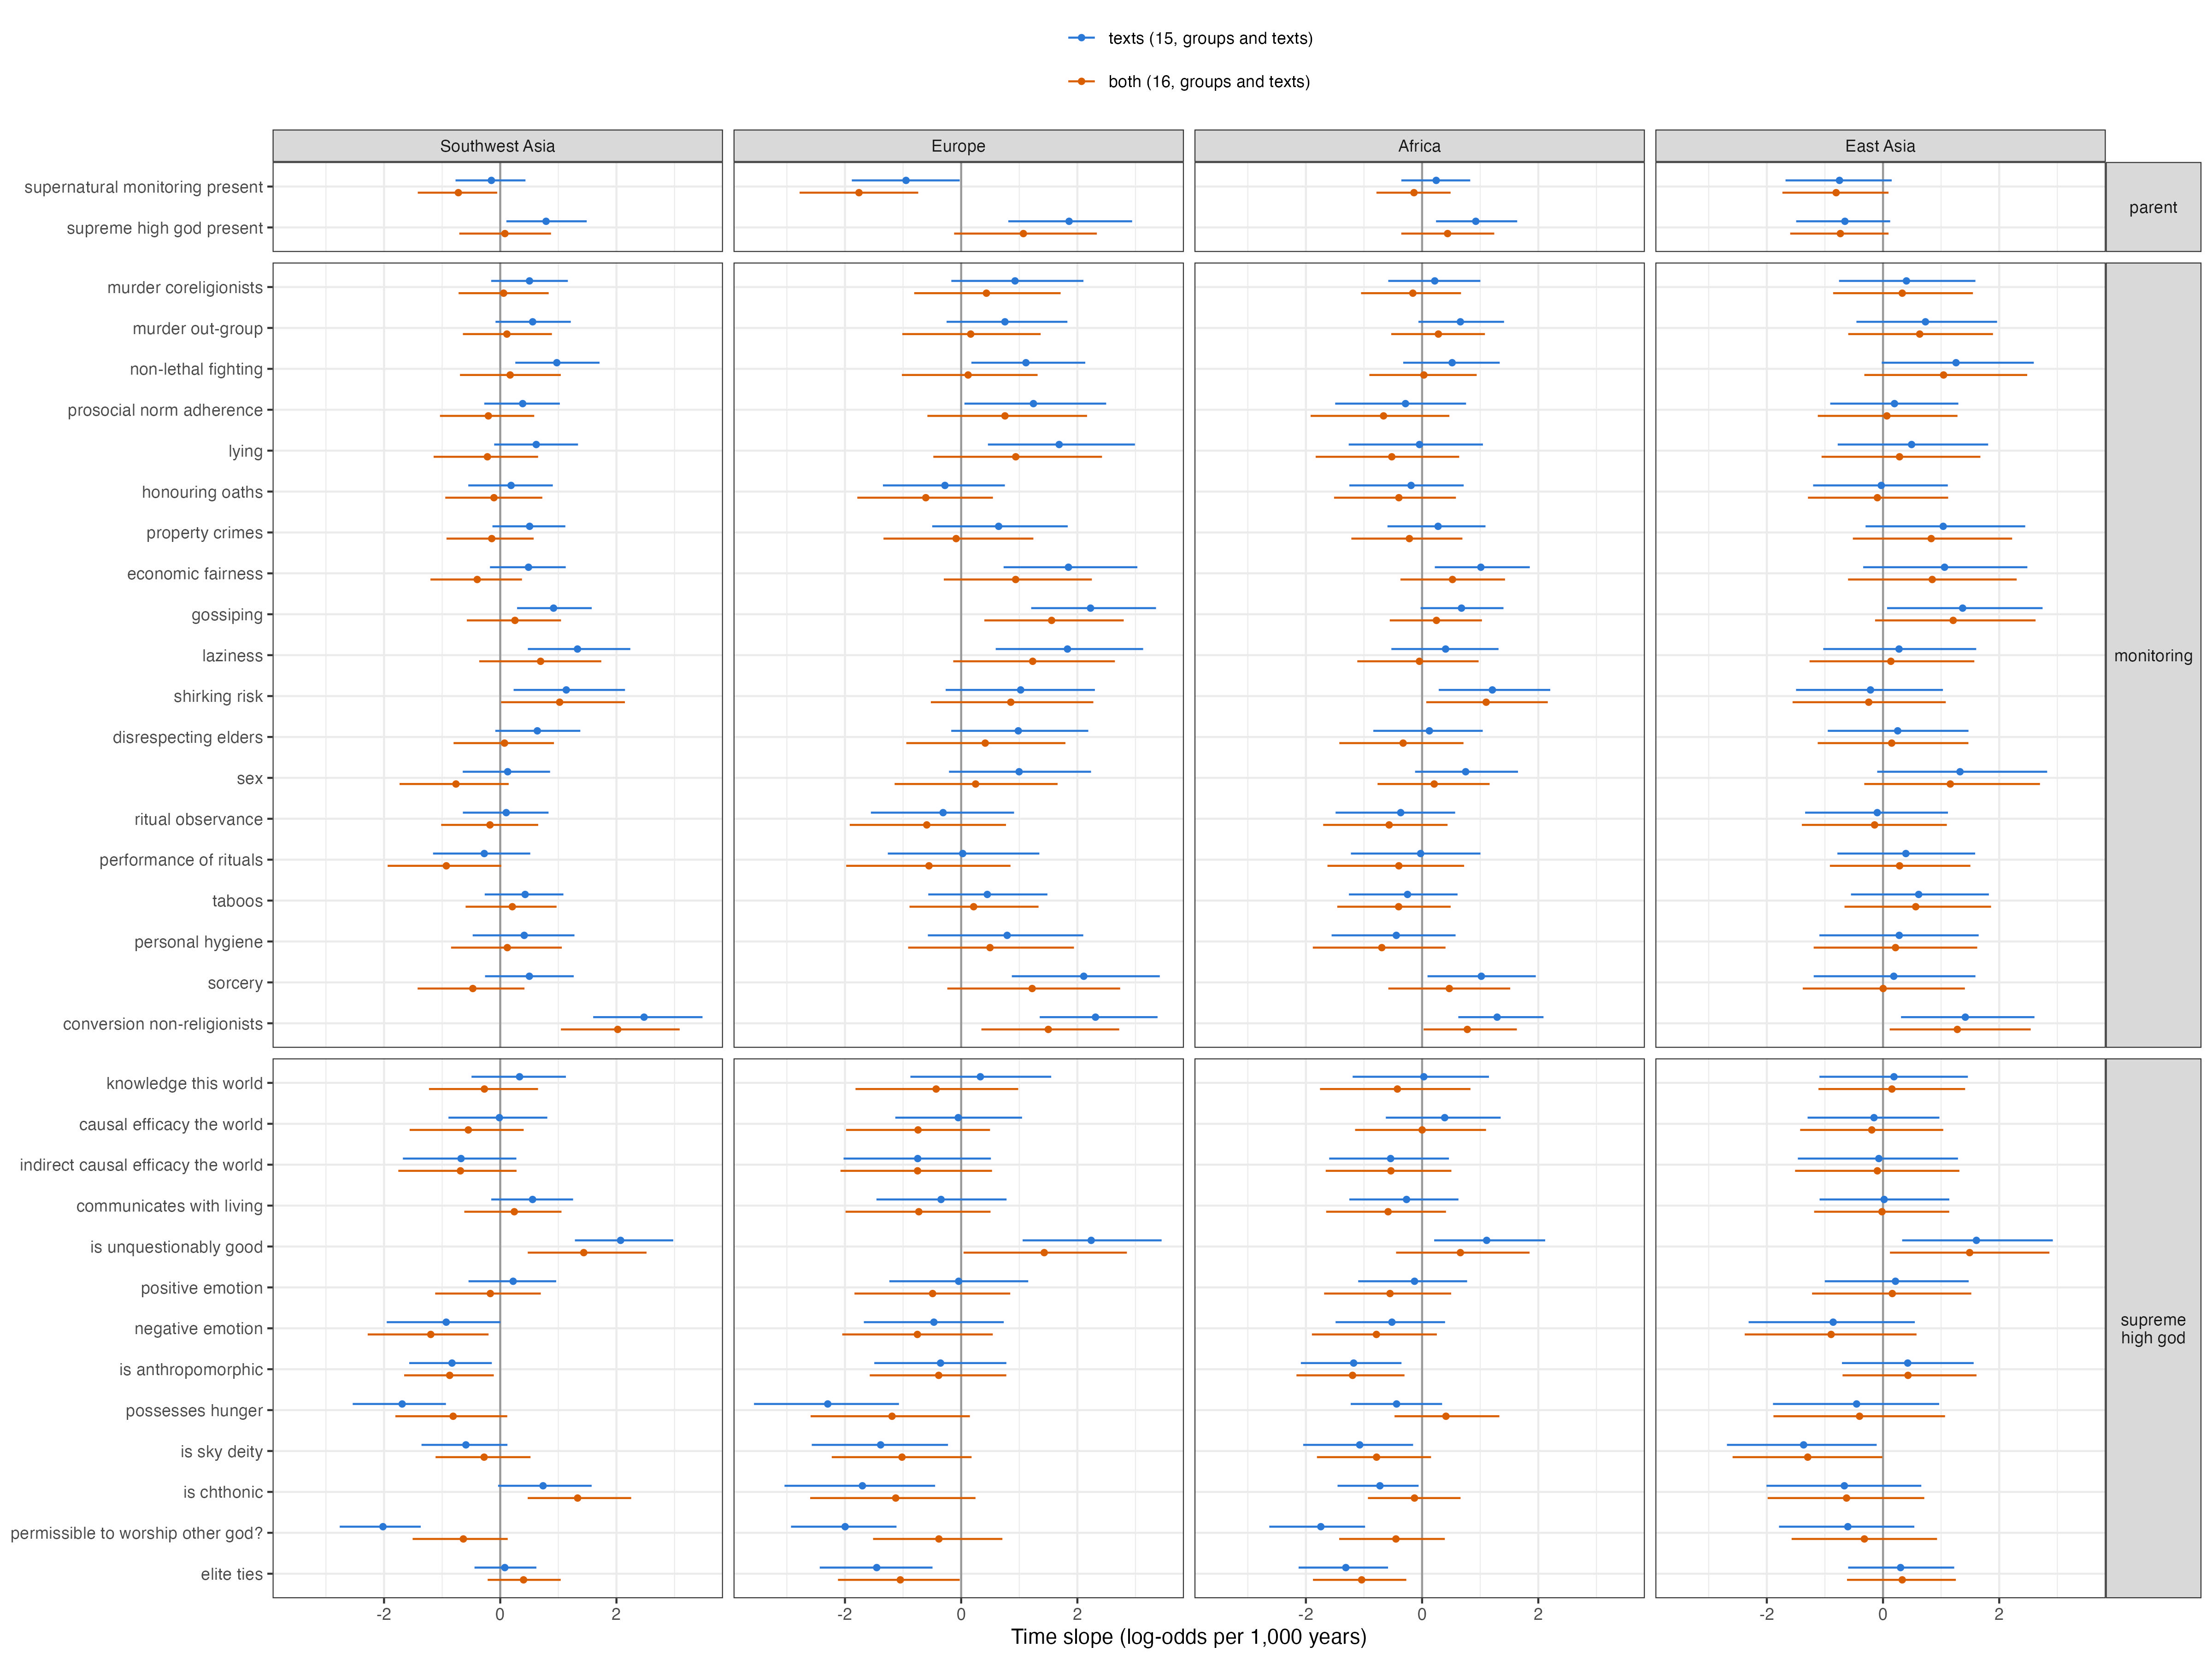 texts (15, groups and texts)
both (16, groups and texts)
Southwest Asia
Europe
Africa
East Asia
supernatural monitoring present
supreme high god present
parent
murder coreligionists
murder out-group
non-lethal fighting
prosocial norm adherence
lying
honouring oaths
property crimes
economic fairness
gossiping
laziness
shirking risk
disrespecting elders
sex
ritual observance
performance of rituals
taboos
personal hygiene
sorcery
conversion non-religionists
monitoring
knowledge this world
causal efficacy the world
indirect causal efficacy the world
communicates with living
is unquestionably good
positive emotion
negative emotion
is anthropomorphic
possesses hunger
is sky deity
is chthonic
permissible to worship other god?
elite ties
supreme
high god
-2 0 2
-2 0 2
-2 0 2
-2 0 2
Time slope (log-odds per 1,000 years)